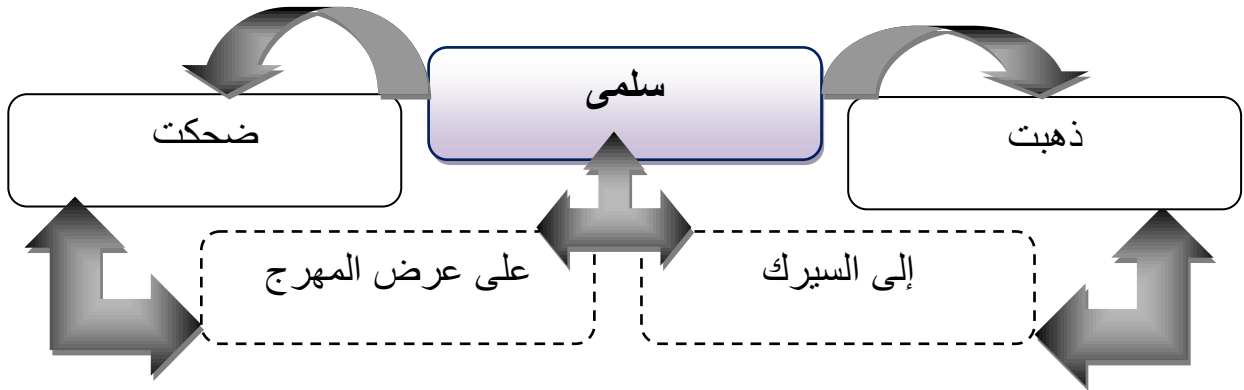 سلمى
ذهبت
ضحكت
إلى السيرك
على عرض المهرج